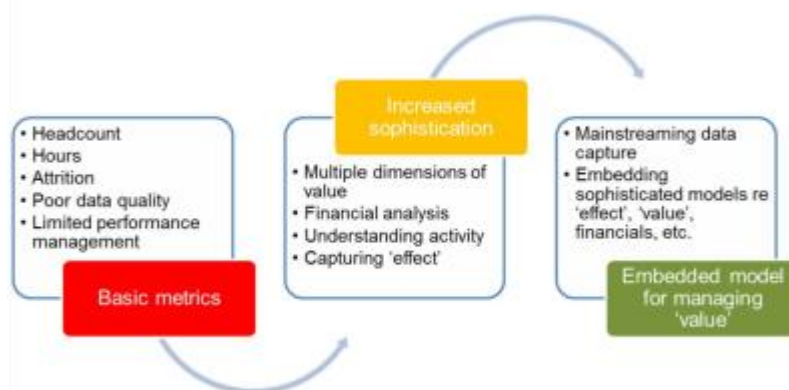 • Headcount
• Hours
• Attrition
• Poor data quality
• Limited performance
management
Basic metrics
Increased
sophistication
• Multiple dimensions of
value
• Financial analysis
• Understanding activity
• Capturing ‘effect’
• Mainstreaming data
capture
• Embedding
sophisticated models re
‘effect’, ‘value’,
financials, etc.
Embedded model
for managing
‘value’